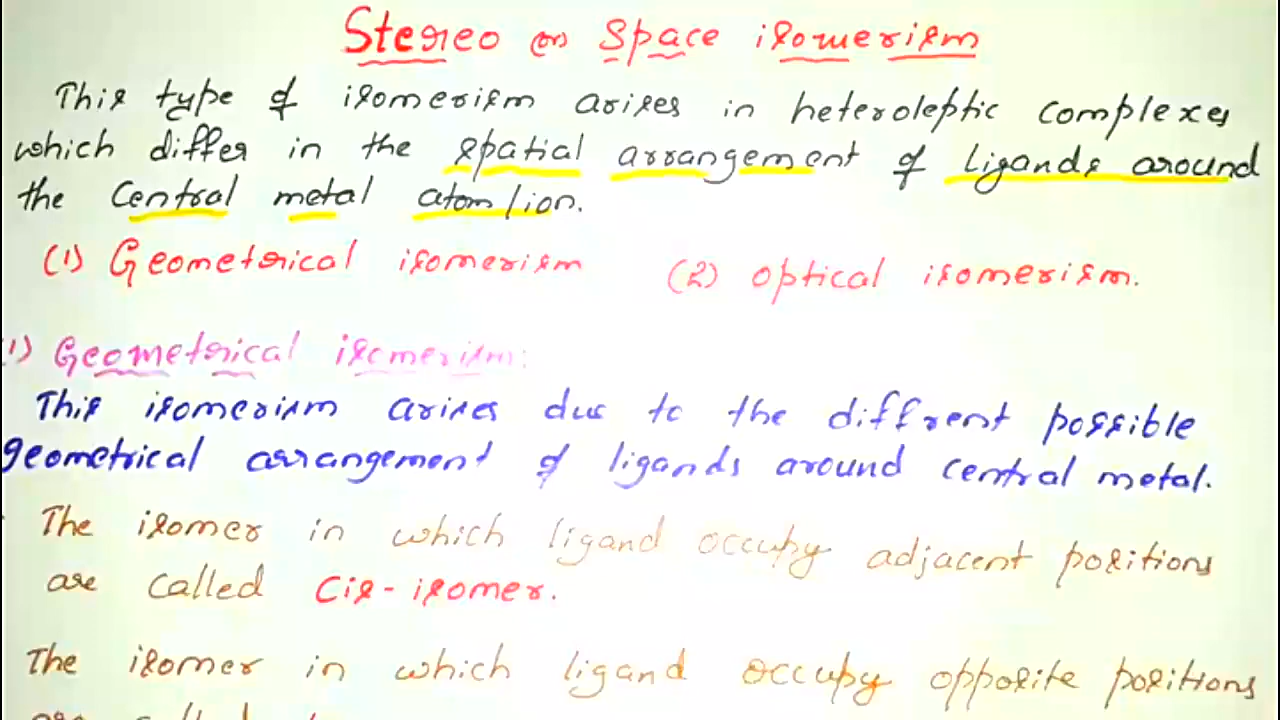 Stereo or Space isomerism
This type of isomerism arises in heteroleptic complexes
which differ in the spatial arrangement of ligands around
the central metal atom/ion.
(1) Geometrical isomerism (2) optical isomerism.
1) Geometrical isomerism:
This isomerism arises due to the diffrent possible
geometrical arrangement of ligands around central metal.
The isomer in which ligand occupy adjacent positions
are called Cis-isomer.
The isomer in which ligand occupy opposite positions
are called